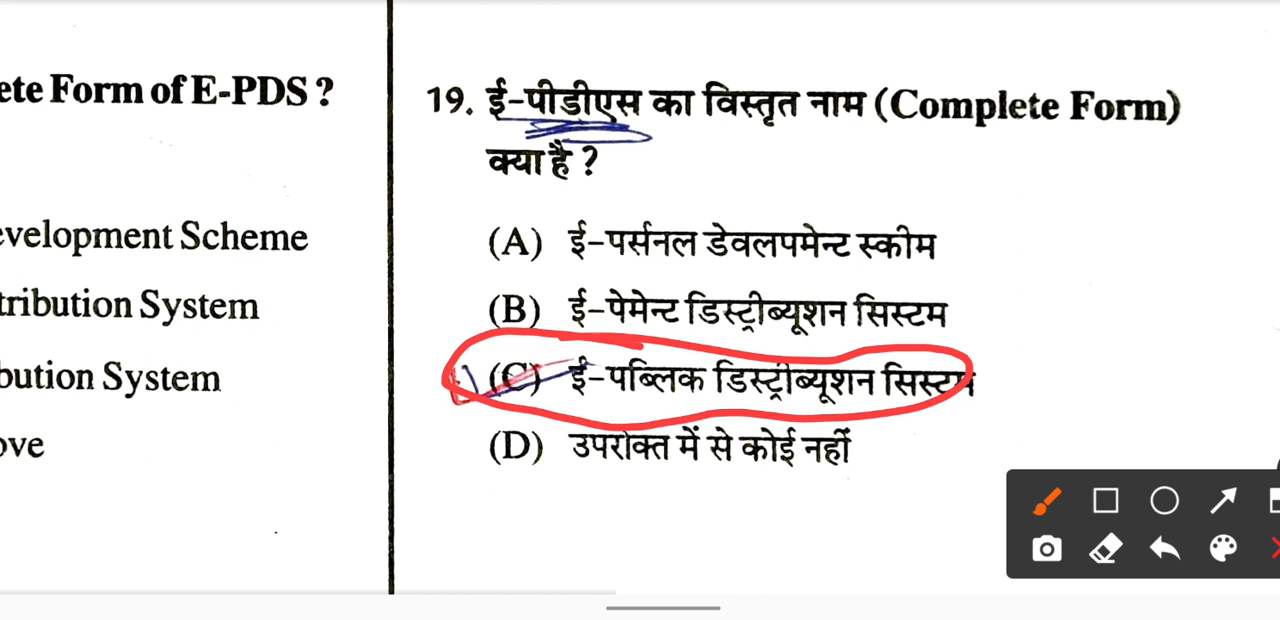 ete Form of E-PDS ?
evelopment Scheme
tribution System
bution System
ove
19. ई-पीडीएस का विस्तृत नाम (Complete Form)
क्या है ?
(A) ई-पर्सनल डेवलपमेन्ट स्कीम
(B) ई-पेमेन्ट डिस्ट्रीब्यूशन सिस्टम
(C) ई-पब्लिक डिस्ट्रीब्यूशन सिस्टम
(D) उपरोक्त में से कोई नहीं